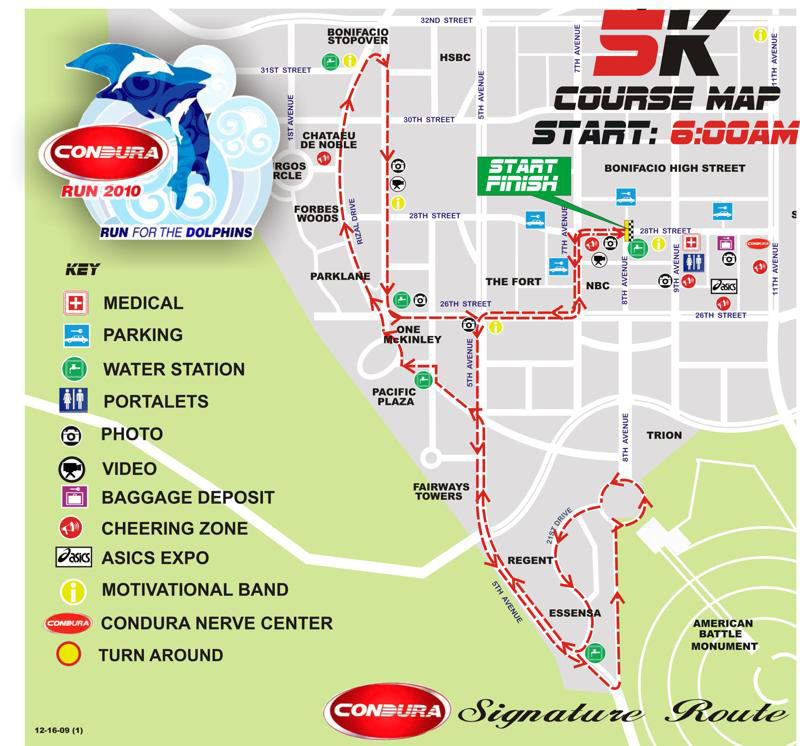 5K
COURSE MAP
START: 6:00AM
CONDURA
RUN 2010
RUN FOR THE DOLPHINS
KEY
MEDICAL
PARKING
WATER STATION
PORTALETS
PHOTO
VIDEO
BAGGAGE DEPOSIT
CHEERING ZONE
asics
ASICS EXPO
MOTIVATIONAL BAND
CONDURA
CONDURA NERVE CENTER
TURN AROUND
12-16-09 (1)
BONIFACIO
STOPOVER
32ND STREET
HSBC
31ST STREET
1ST AVENUE
5TH AVENUE
7TH AVENUE
11TH AVENUE
30TH STREET
CHATAEU
DE NOBLE
RGOS
RCLE
FORBES
WOODS
RIZAL DRIVE
28TH STREET
PARKLANE
START
FINISH
BONIFACIO HIGH STREET
S
28TH STREET
7TH AVENUE
THE FORT
NBC
8TH AVENUE
9TH AVENUE
11TH AVENUE
CONDURA
asics
26TH STREET
26TH STREET
ONE
McKINLEY
5TH AVENUE
PACIFIC
PLAZA
8TH AVENUE
TRION
FAIRWAYS
TOWERS
21ST DRIVE
REGENT
5TH AVENUE
ESSENSA
AMERICAN
BATTLE
MONUMENT
CONDURA Signature Route